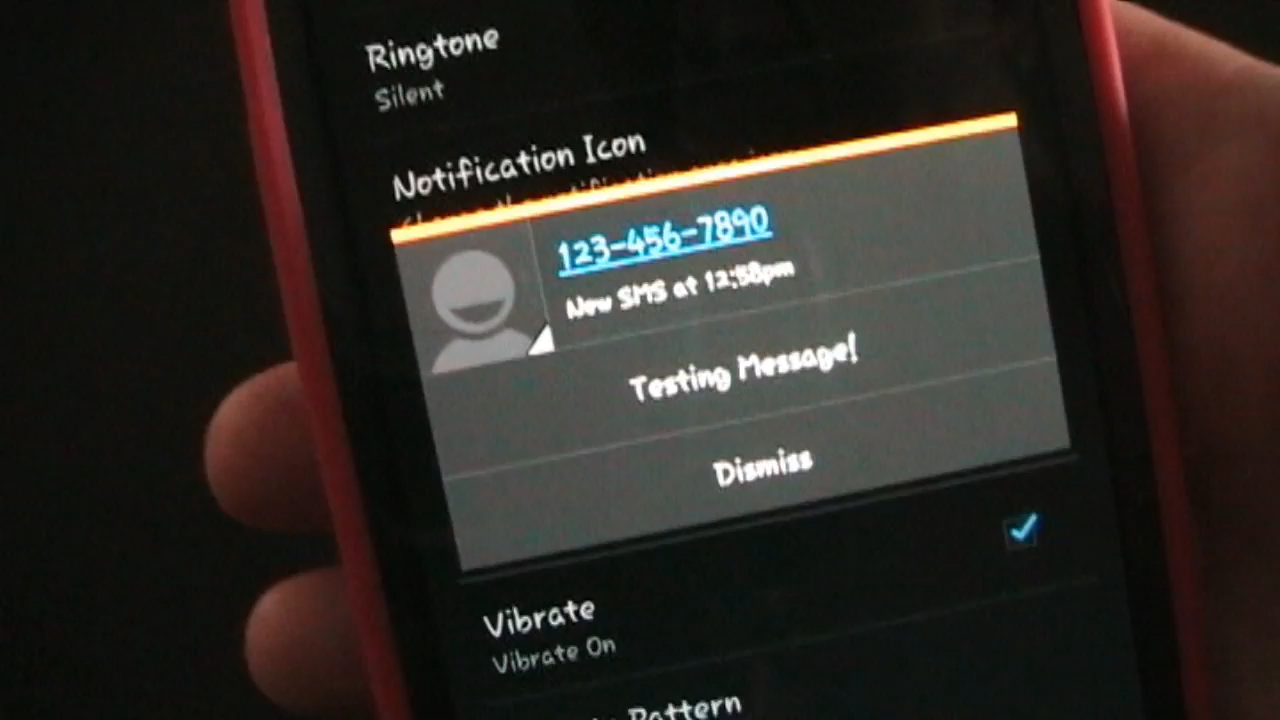 Ringtone
Silent
Notification Icon
123-456-7890
New SMS at 12:58pm
Testing Message!
Dismiss
Vibrate
Vibrate On
Pattern